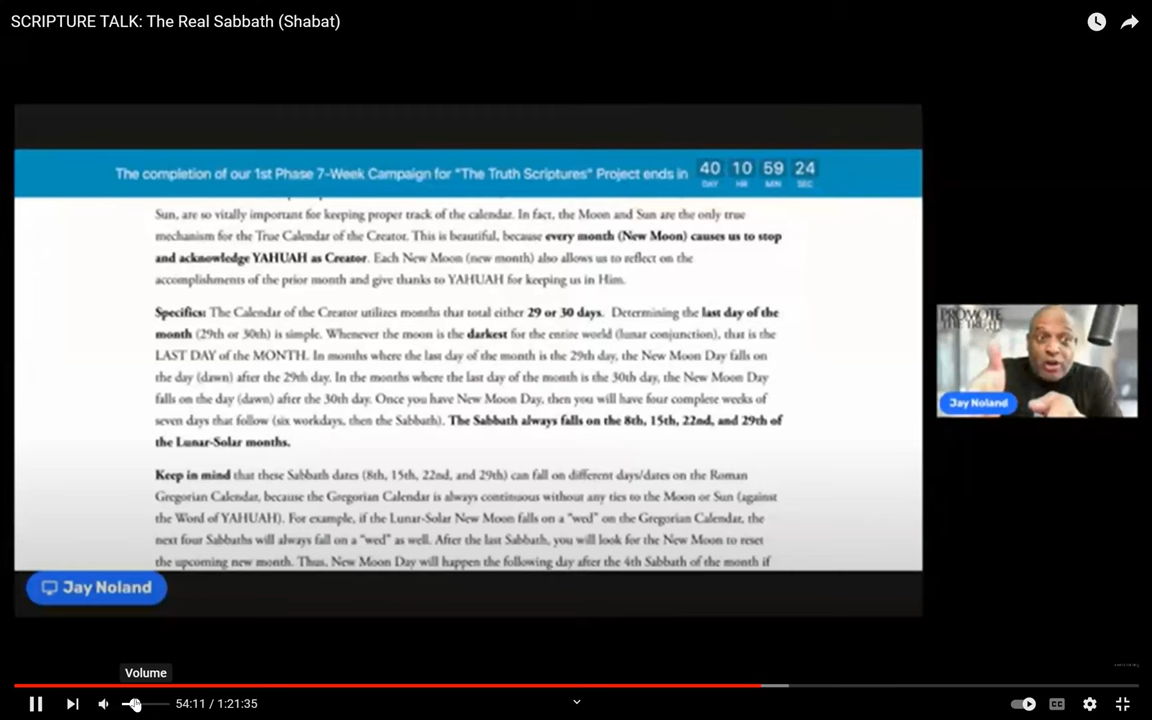 SCRIPTURE TALK: The Real Sabbath (Shabat)
The completion of our 1st Phase 7-Week Campaign for "The Truth Scriptures" Project ends in 40 10 59 24
DAY HR MIN SEC
Sun, are so vitally important for keeping proper track of the calendar. In fact, the Moon and Sun are the only true
mechanism for the True Calendar of the Creator. This is beautiful, because every month (New Moon) causes us to stop
and acknowledge YAHUAH as Creator. Each New Moon (new month) also allows us to reflect on the
accomplishments of the prior month and give thanks to YAHUAH for keeping us in Him.
Specifics: The Calendar of the Creator utilizes months that total either 29 or 30 days. Determining the last day of the
month (29th or 30th) is simple. Whenever the moon is the darkest for the entire world (lunar conjunction), that is the
LAST DAY of the MONTH. In months where the last day of the month is the 29th day, the New Moon Day falls on
the day (dawn) after the 29th day. In the months where the last day of the month is the 30th day, the New Moon Day
falls on the day (dawn) after the 30th day. Once you have New Moon Day, then you will have four complete weeks of
seven days that follow (six workdays, then the Sabbath). The Sabbath always falls on the 8th, 15th, 22nd, and 29th of
the Lunar-Solar months.
Keep in mind that these Sabbath dates (8th, 15th, 22nd, and 29th) can fall on different days/dates on the Roman
Gregorian Calendar, because the Gregorian Calendar is always continuous without any ties to the Moon or Sun (against
the Word of YAHUAH). For example, if the Lunar-Solar New Moon falls on a "wed" on the Gregorian Calendar, the
next four Sabbaths will always fall on a "wed" as well. After the last Sabbath, you will look for the New Moon to reset
the upcoming new month. Thus, New Moon Day will happen the following day after the 4th Sabbath of the month if
PROMOTE
THE TRUTH
Jay Noland
Jay Noland
Volume
54:11 / 1:21:35